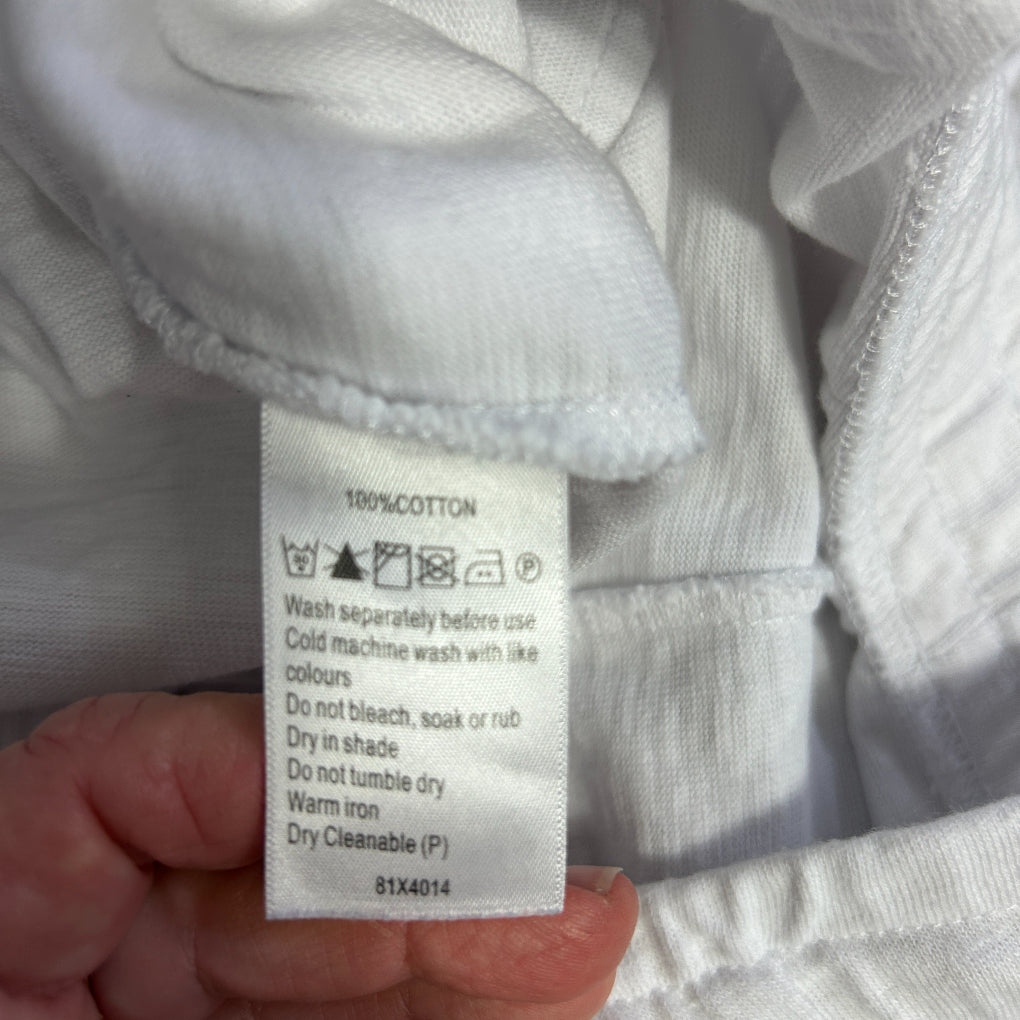 100%COTTON
P
Wash separately before use
Cold machine wash with like
colours
Do not bleach, soak or rub
Dry in shade
Do not tumble dry
Warm iron
Dry Cleanable (P)
81X4014